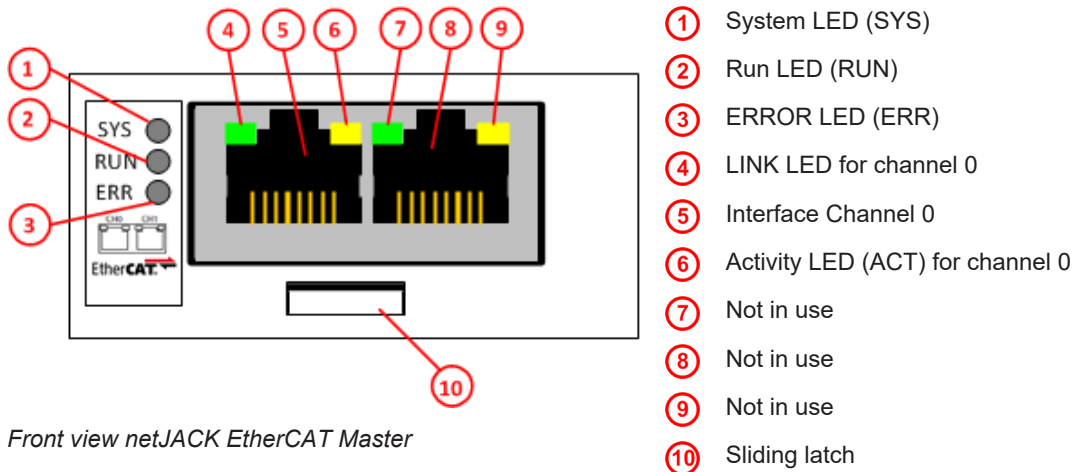 4 5 6 7 8 9
1
2
3
SYS
RUN
ERR
CH0 CH1
EtherCAT.
10
Front view netJACK EtherCAT Master
1 System LED (SYS)
2 Run LED (RUN)
3 ERROR LED (ERR)
4 LINK LED for channel 0
5 Interface Channel 0
6 Activity LED (ACT) for channel 0
7 Not in use
8 Not in use
9 Not in use
10 Sliding latch